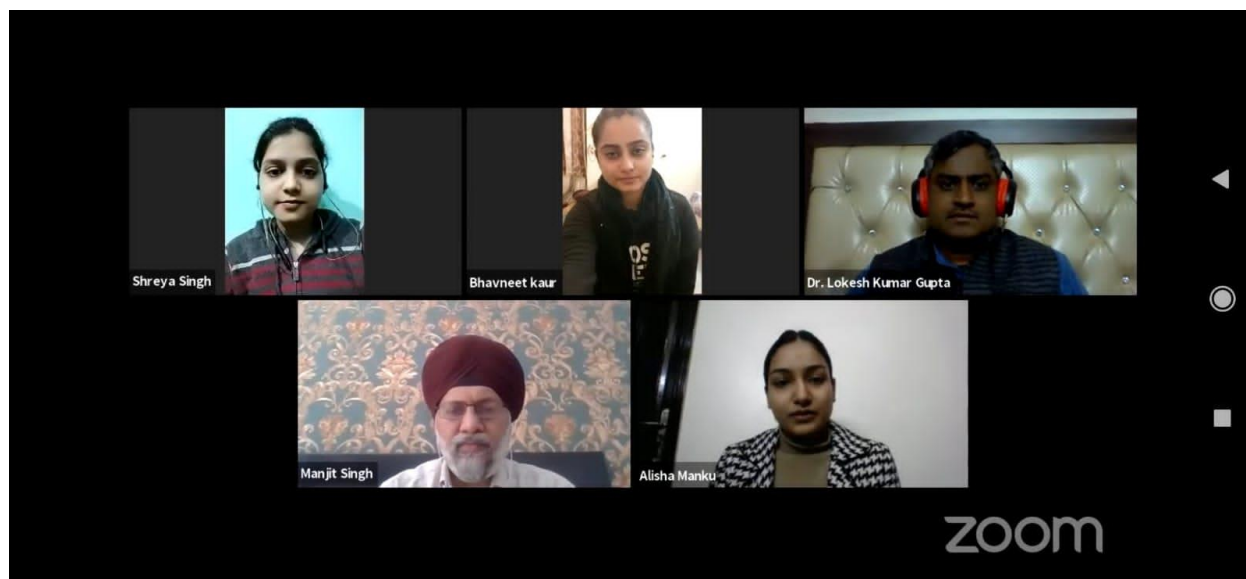 Shreya Singh
Bhavneet kaur
Dr. Lokesh Kumar Gupta
Manjit Singh
Alisha Manku
zoom